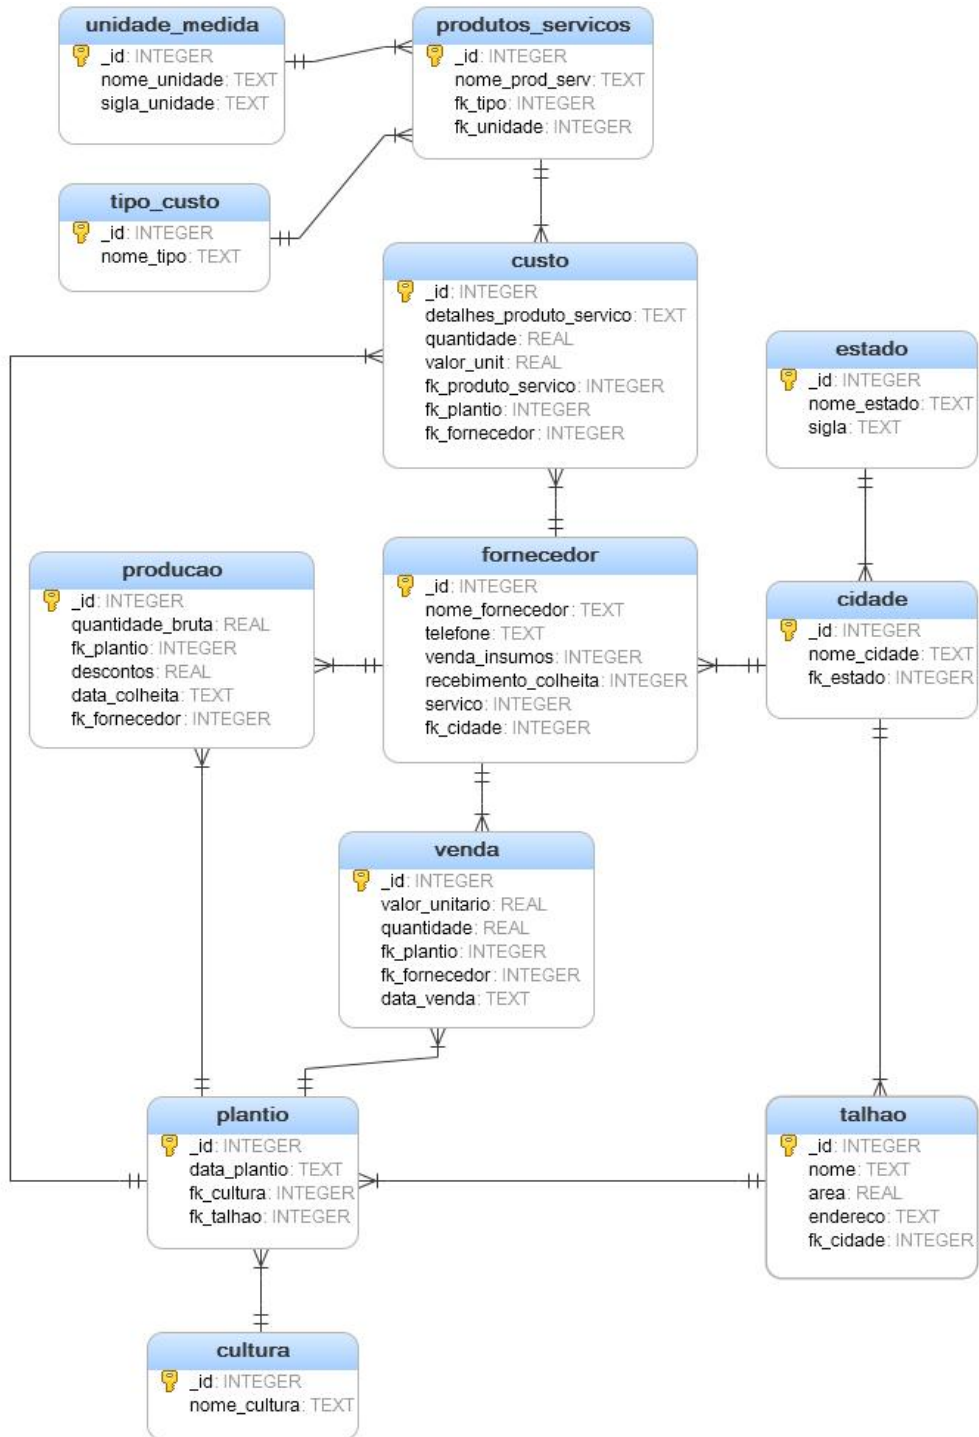 unidade_medida
_id: INTEGER
nome_unidade: TEXT
sigla_unidade: TEXT
produtos_servicos
_id: INTEGER
nome_prod_serv: TEXT
fk_tipo: INTEGER
fk_unidade: INTEGER
tipo_custo
_id: INTEGER
nome_tipo: TEXT
custo
_id: INTEGER
detalhes_produto_servico: TEXT
quantidade: REAL
valor_unit: REAL
fk_produto_servico: INTEGER
fk_plantio: INTEGER
fk_fornecedor: INTEGER
estado
_id: INTEGER
nome_estado: TEXT
sigla: TEXT
producao
_id: INTEGER
quantidade_bruta: REAL
fk_plantio: INTEGER
descontos: REAL
data_colheita: TEXT
fk_fornecedor: INTEGER
fornecedor
_id: INTEGER
nome_fornecedor: TEXT
telefone: TEXT
venda_insumos: INTEGER
recebimento_colheita: INTEGER
servico: INTEGER
fk_cidade: INTEGER
cidade
_id: INTEGER
nome_cidade: TEXT
fk_estado: INTEGER
venda
_id: INTEGER
valor_unitario: REAL
quantidade: REAL
fk_plantio: INTEGER
fk_fornecedor: INTEGER
data_venda: TEXT
plantio
_id: INTEGER
data_plantio: TEXT
fk_cultura: INTEGER
fk_talhao: INTEGER
talhao
_id: INTEGER
nome: TEXT
area: REAL
endereco: TEXT
fk_cidade: INTEGER
cultura
_id: INTEGER
nome_cultura: TEXT